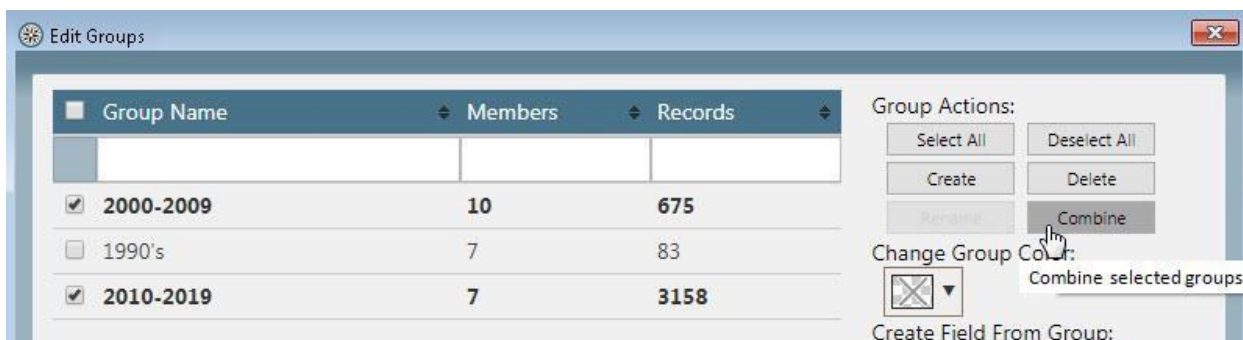 Edit Groups
Group Name Members Records
2000-2009 10 675
1990's 7 83
2010-2019 7 3158
Group Actions:
Select All Deselect All
Create Delete
Rename Combine
Change Group Color:
Combine selected groups
Create Field From Group: